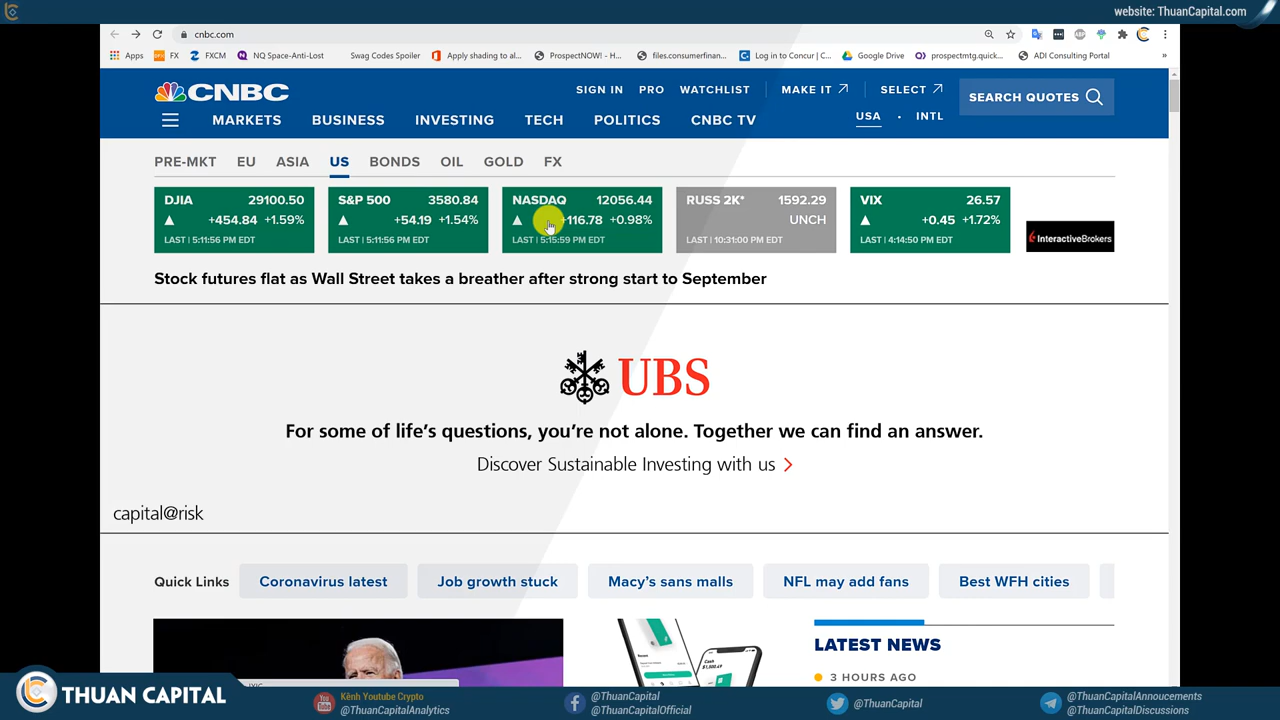 website: ThuanCapital.com
cnbc.com
Apps
FX
FXCM
NQ Space-Anti-Lost
Swag Codes Spoiler
Apply shading to al...
ProspectNOW! - H...
files.consumerfinan...
Log in to Concur | C...
Google Drive
prospectmtg.quick...
ADI Consulting Portal
»
CNBC
SIGN IN PRO WATCHLIST MAKE IT SELECT
SEARCH QUOTES
MARKETS BUSINESS INVESTING TECH POLITICS CNBC TV
USA • INTL
PRE-MKT EU ASIA US BONDS OIL GOLD FX
DJIA 29100.50
+454.84 +1.59%
LAST | 5:11:56 PM EDT
S&P 500 3580.84
+54.19 +1.54%
LAST | 5:11:56 PM EDT
NASDAQ 12056.44
+116.78 +0.98%
LAST | 5:15:59 PM EDT
RUSS 2K* 1592.29
UNCH
LAST | 10:31:00 PM EDT
VIX 26.57
+0.45 +1.72%
LAST | 4:14:50 PM EDT
InteractiveBrokers
Stock futures flat as Wall Street takes a breather after strong start to September
UBS
For some of life's questions, you're not alone. Together we can find an answer.
Discover Sustainable Investing with us
capital@risk
Quick Links
Coronavirus latest
Job growth stuck
Macy's sans malls
NFL may add fans
Best WFH cities
LATEST NEWS
3 HOURS AGO
THUAN CAPITAL
Kênh Youtube Crypto
@ThuanCapitalAnalytics
@ThuanCapital
@ThuanCapitalOfficial
@ThuanCapital
@ThuanCapitalAnnoucements
@ThuanCapitalDiscussions